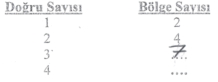 Doğru Sayısı Bölge Sayısı
1 2
2 4
3 7 ....
4 ....